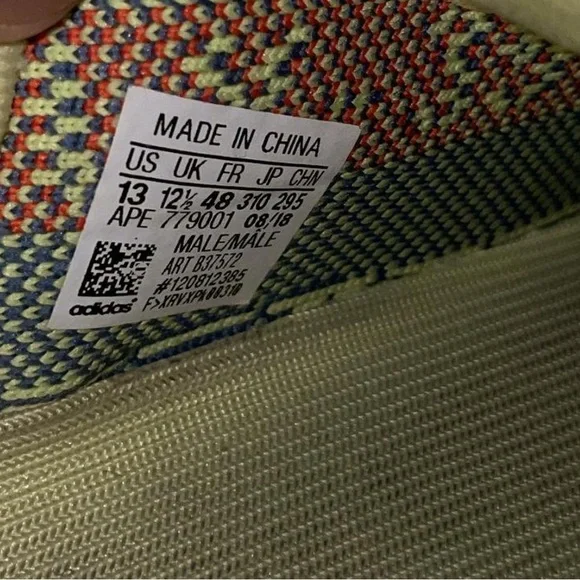 MADE IN CHINA
US UK FR JP CHN
13 12½ 48 310 295
APE 779001 08/18
MALE/MÂLE
ART B37572
#120812385
adidas F>XRVXPK00310